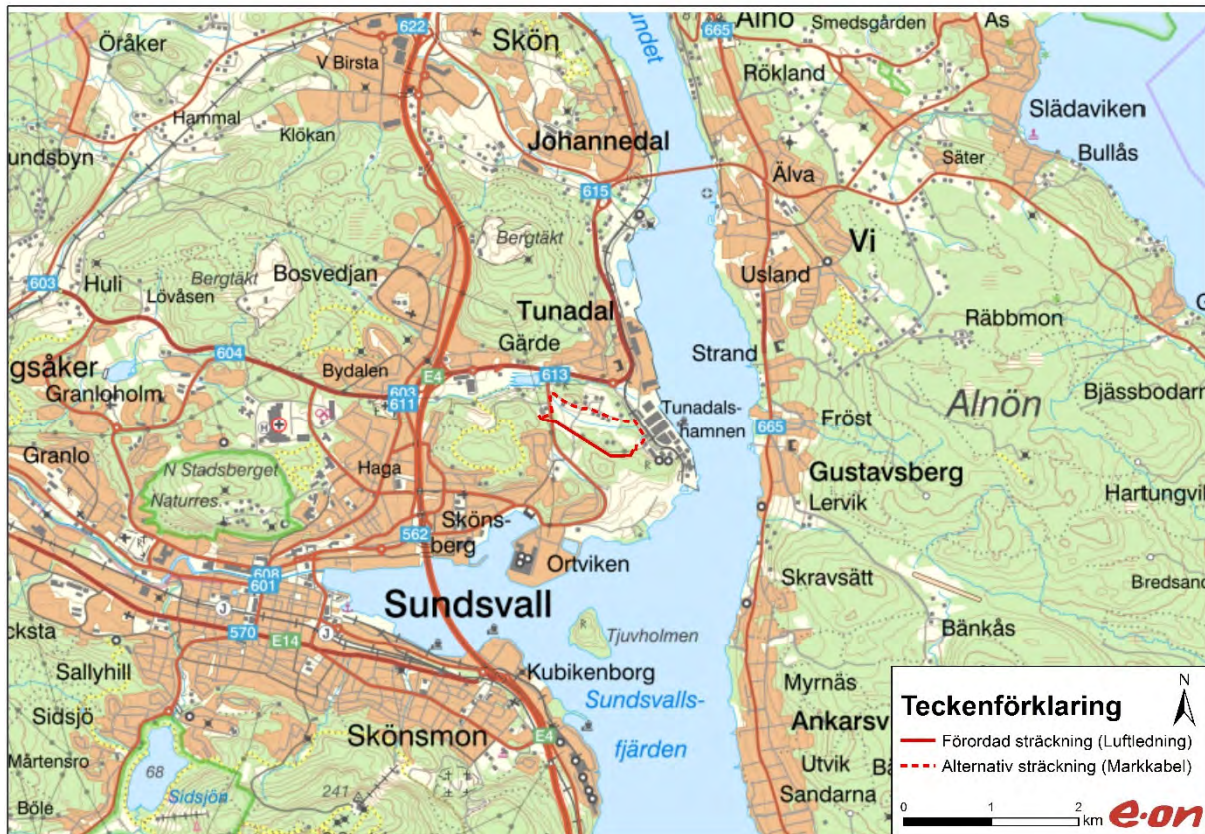 Öråker
622
Skön
undet
665
Alnö
Smedsgården
Ås
V Birsta
Rökland
Hammal
Klökan
Slädaviken
Johannedal
undsbyn
Säter
Bullås
615
Älva
Bergtäkt
Vi
603
Huli
Bergtäkt
Bosvedjan
Usland
Lövåsen
Tunadal
Räbbmon
Gärde
Strand
gsåker
604
Bydalen
E4
613
Granloholm
603
611
Bjässbodarn
Alnön
Tunadals-
hamnen
665
Fröst
H
Granlo
Haga
R
Gustavsberg
N Stadsberget
Naturres.
Lervik
Hartungvik
Sköns-
berg
562
Ortviken
608
601
Skravsätt
Bredsand
J
Sundsvall
R
Tjuvholmen
Bänkås
cksta
570
E14
J
Sallyhill
Kubikenborg
Myrnäs
Sundsvalls-
fjärden
Sidsjö
Skönsmon
E4
Ankarsv
Mårtensro
68
Utvik
Sidsjön
241
Sandarna
Böle
Teckenförklaring
N
Förordad sträckning (Luftledning)
Alternativ sträckning (Markkabel)
0 1 2
km
e·on